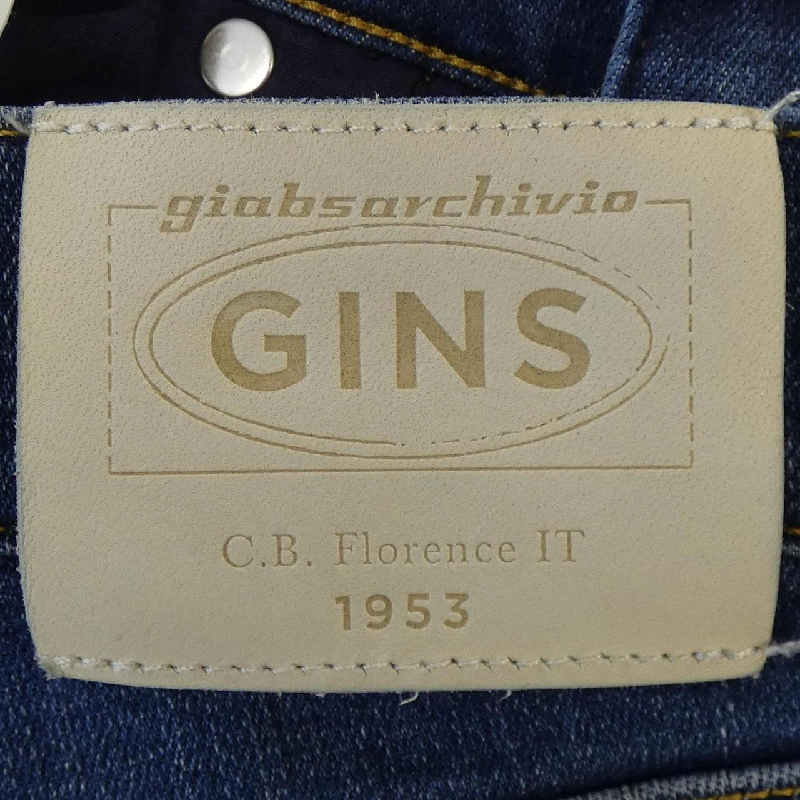 giabsarchivio
GINS
C.B. Florence IT
1953